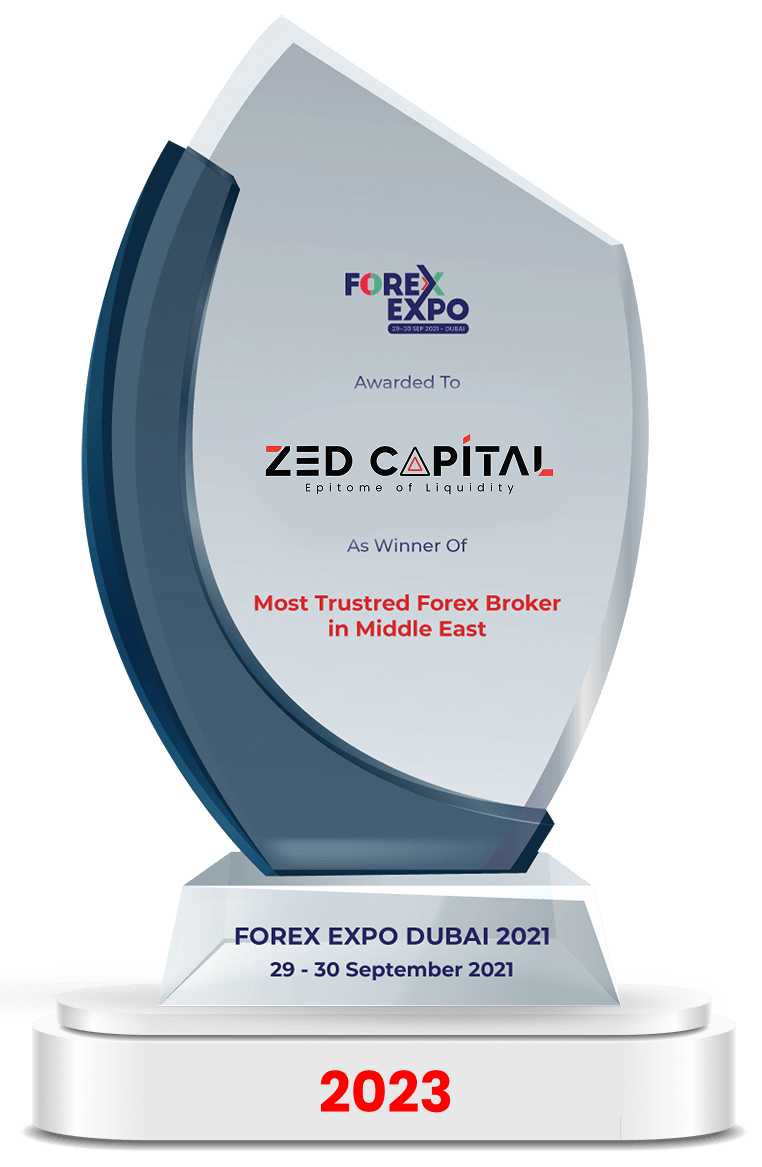 FOREX
EXPO
29-30 SEP 2021 - DUBAI
Awarded To
ZED CAPITAL
Epitome of Liquidity
As Winner Of
Most Trustred Forex Broker
in Middle East
FOREX EXPO DUBAI 2021
29 - 30 September 2021
2023